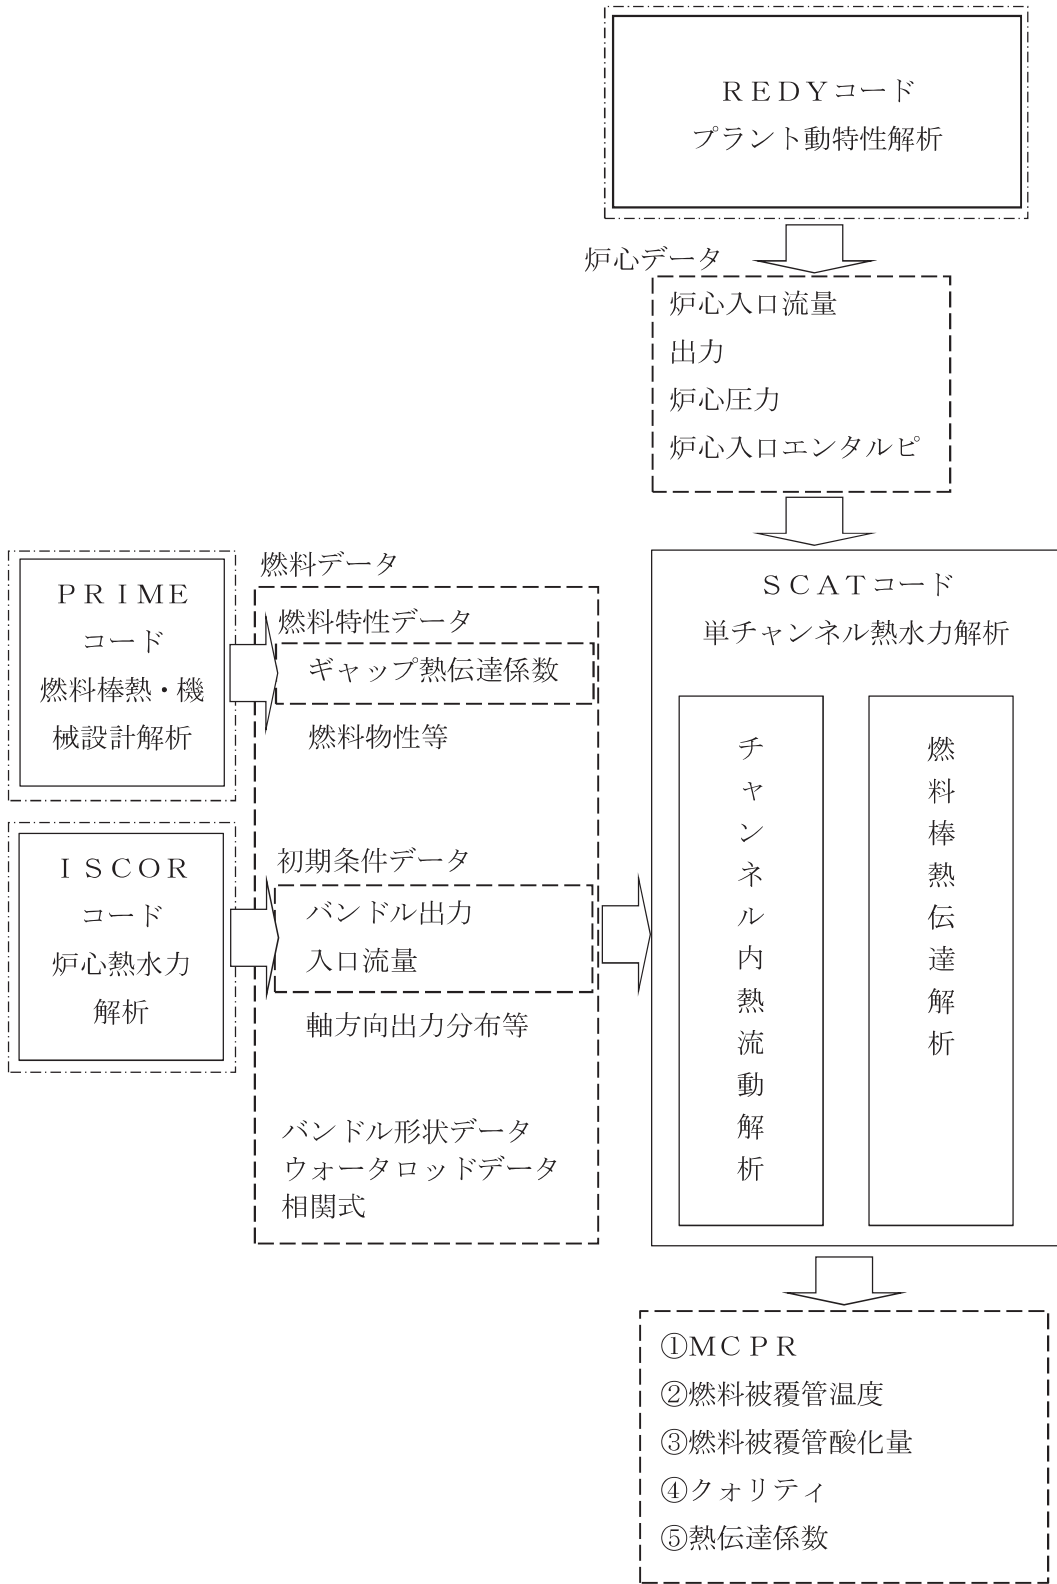 ＲＥＤＹコード
プラント動特性解析
炉心データ
炉心入口流量
出力
炉心圧力
炉心入口エンタルピ
ＰＲＩＭＥ
コード
燃料棒熱・機
械設計解析
ＩＳＣＯＲ
コード
炉心熱水力
解析
燃料データ
燃料特性データ
ギャップ熱伝達係数
燃料物性等
初期条件データ
バンドル出力
入口流量
軸方向出力分布等
バンドル形状データ
ウォータロッドデータ
相関式
ＳＣＡＴコード
単チャンネル熱水力解析
チャンネル内熱流動解析
燃料棒熱伝達解析
①ＭＣＰＲ
②燃料被覆管温度
③燃料被覆管酸化量
④クォリティ
⑤熱伝達係数